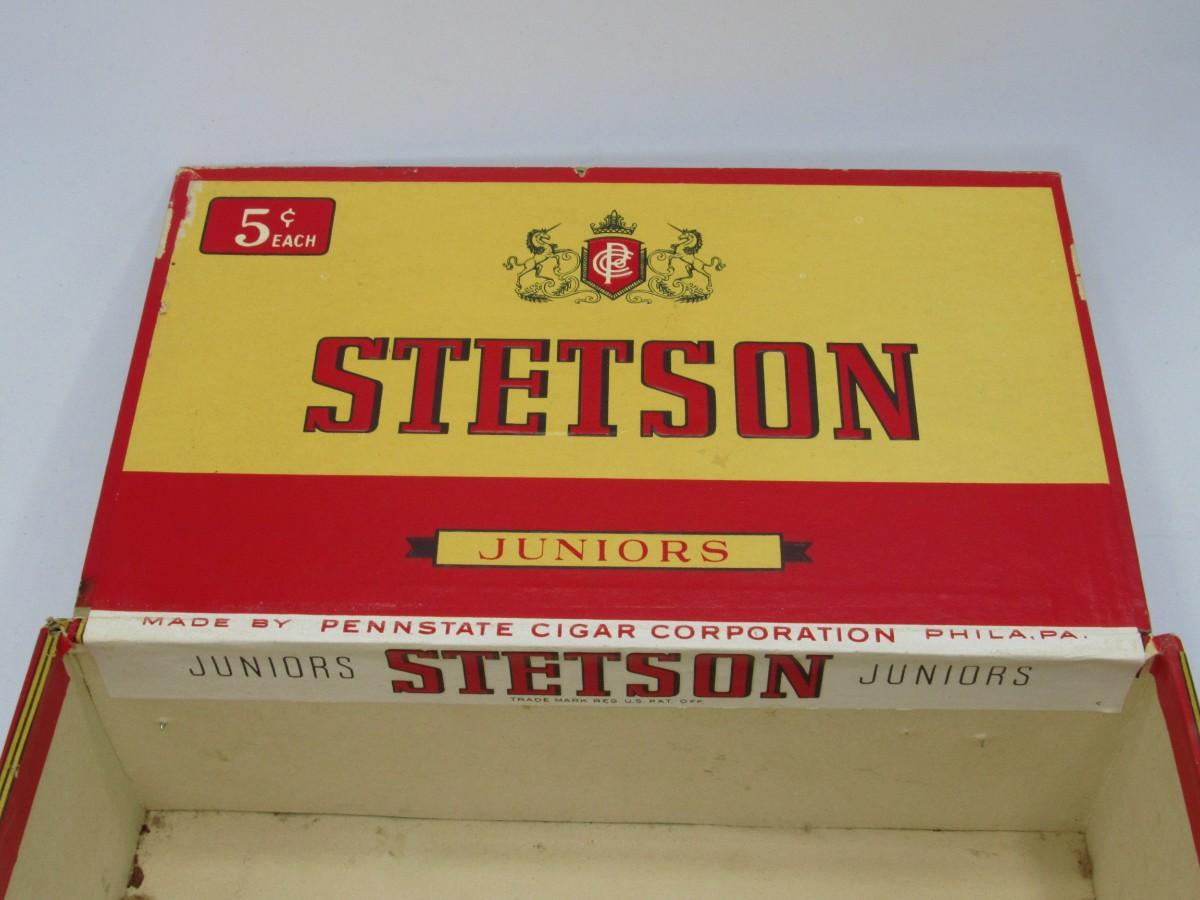 5¢ EACH
PCC
STETSON
JUNIORS
MADE BY PENNSTATE CIGAR CORPORATION PHILA., PA.
JUNIORS STETSON JUNIORS
TRADE MARK REG. U.S. PAT. OFF.